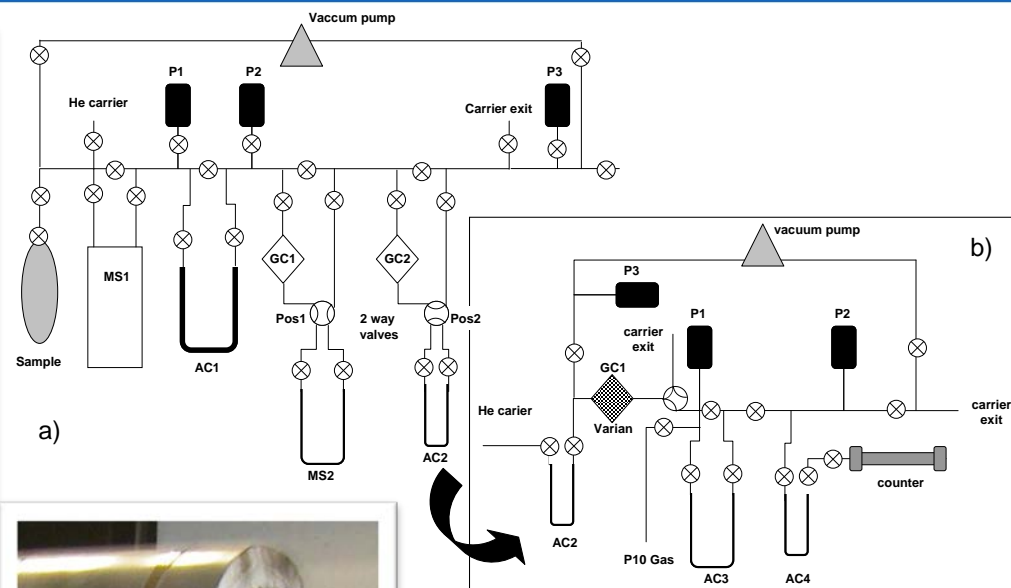 Vaccum pump
P1
P2
P3
He carrier
Carrier exit
GC1
GC2
MS1
Pos1
2 way
valves
Pos2
Sample
AC1
MS2
AC2
a)
b)
vacuum pump
P3
P1
P2
carrier
exit
GC1
Varian
He carier
carrier
exit
counter
AC2
P10 Gas
AC3
AC4